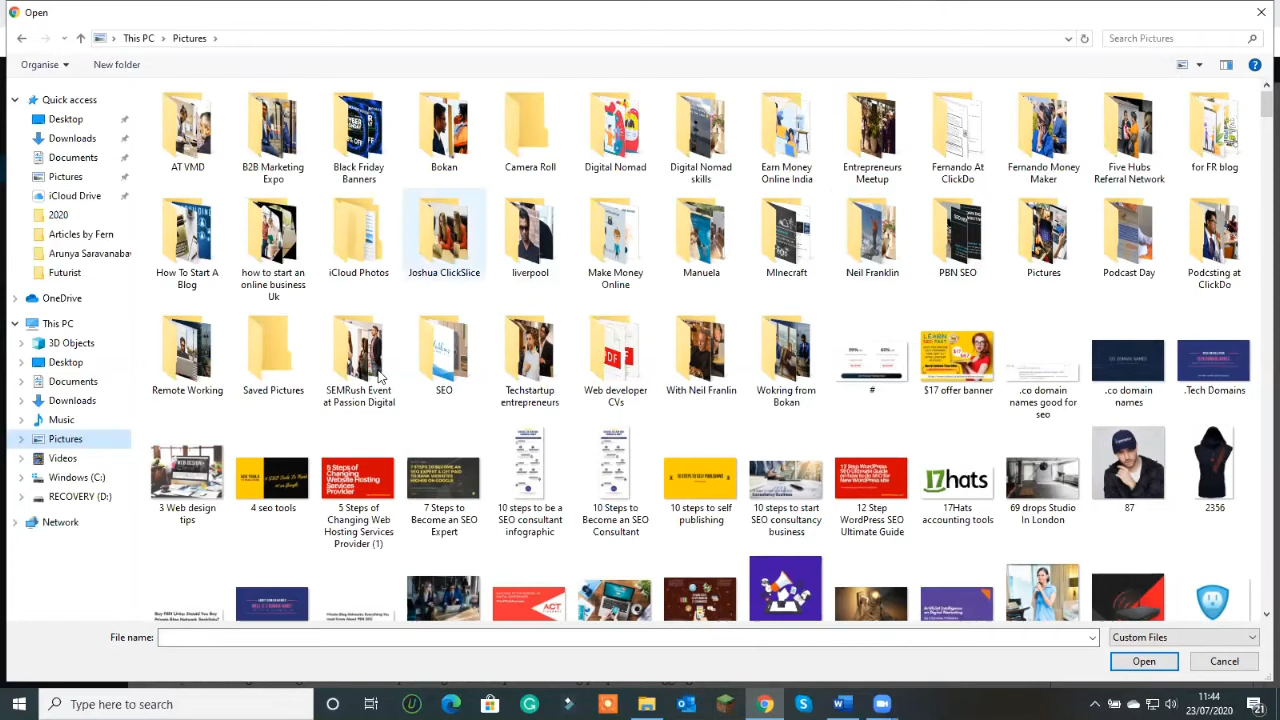 Open
This PC
Pictures
Search Pictures
Organise
New folder
Quick access
Desktop
Downloads
Documents
Pictures
iCloud Drive
2020
Articles by Fern
Arunya Saravanaba
Futurist
OneDrive
This PC
3D Objects
Desktop
Documents
Downloads
Music
Pictures
Videos
Windows (C:)
RECOVERY (D:)
Network
AT VMD
B2B Marketing
Expo
Black Friday
Banners
Bokan
Camera Roll
Digital Nomad
Digital Nomad
skills
Earn Money
Online India
Entrepreneurs
Meetup
Fernando At
ClickDo
Fernando Money
Maker
Five Hubs
Referral Network
for FR blog
How To Start A
Blog
how to start an
online business
Uk
iCloud Photos
Joshua ClickSlice
liverpool
Make Money
Online
Manuela
MInecraft
Neil Franklin
PBN SEO
Pictures
Podcast Day
Podcsting at
ClickDo
Remote Working
Saved Pictures
SEMRush Event
at Passion Digital
SEO
Techstartup
entrepreneurs
Web developer
CVs
With Neil Franlin
Wokring from
Bokan
#
$17 offer banner
.co domain
names good for
seo
.co domain
names
.Tech Domains
3 Web design
tips
4 seo tools
5 Steps of
Changing Web
Hosting Services
Provider (1)
7 Steps to
Become an SEO
Expert
10 steps to be a
SEO consultant
infographic
10 Steps to
Become an SEO
Consultant
10 steps to self
publishing
10 steps to start
SEO consultancy
business
12 Step
WordPress SEO
Ultimate Guide
17Hats
accounting tools
69 drops Studio
In London
87
2356
File name:
Custom Files
Open
Cancel
Type here to search
11:44
23/07/2020